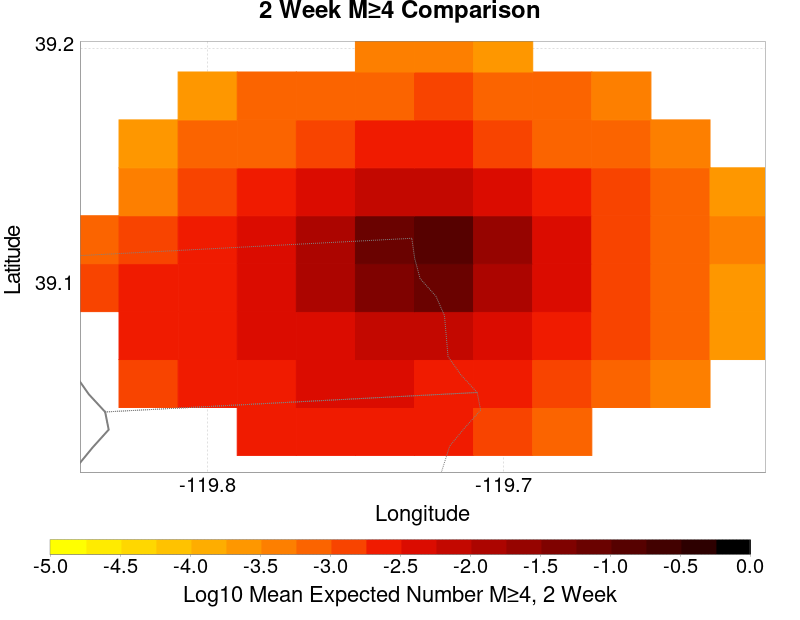 2 Week M≥4 Comparison
39.2
39.1
Latitude
-119.8 -119.7
Longitude
-5.0 -4.5 -4.0 -3.5 -3.0 -2.5 -2.0 -1.5 -1.0 -0.5 0.0
Log10 Mean Expected Number M≥4, 2 Week